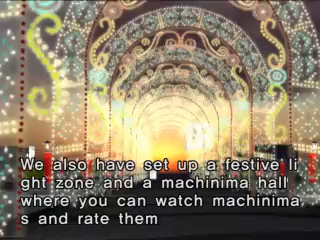 We also have set up a festive li
ght zone and a machinima hall
where you can watch machinima
s and rate them